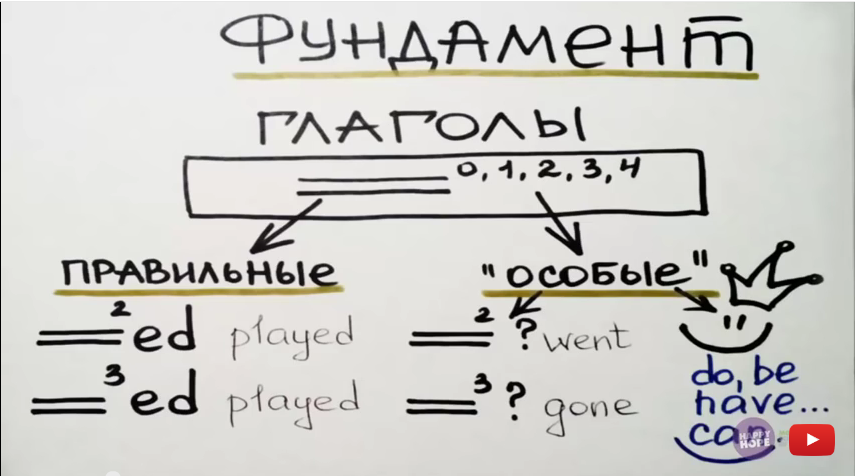 ФУНДАМЕНТ
ГЛАГОЛЫ
0, 1, 2, 3, 4
ПРАВИЛЬНЫЕ
"ОСОБЫЕ"
2 ed played
2 ? went
3 ed played
3 ? gone
do, be
have...
can
HAPPY
HOPE